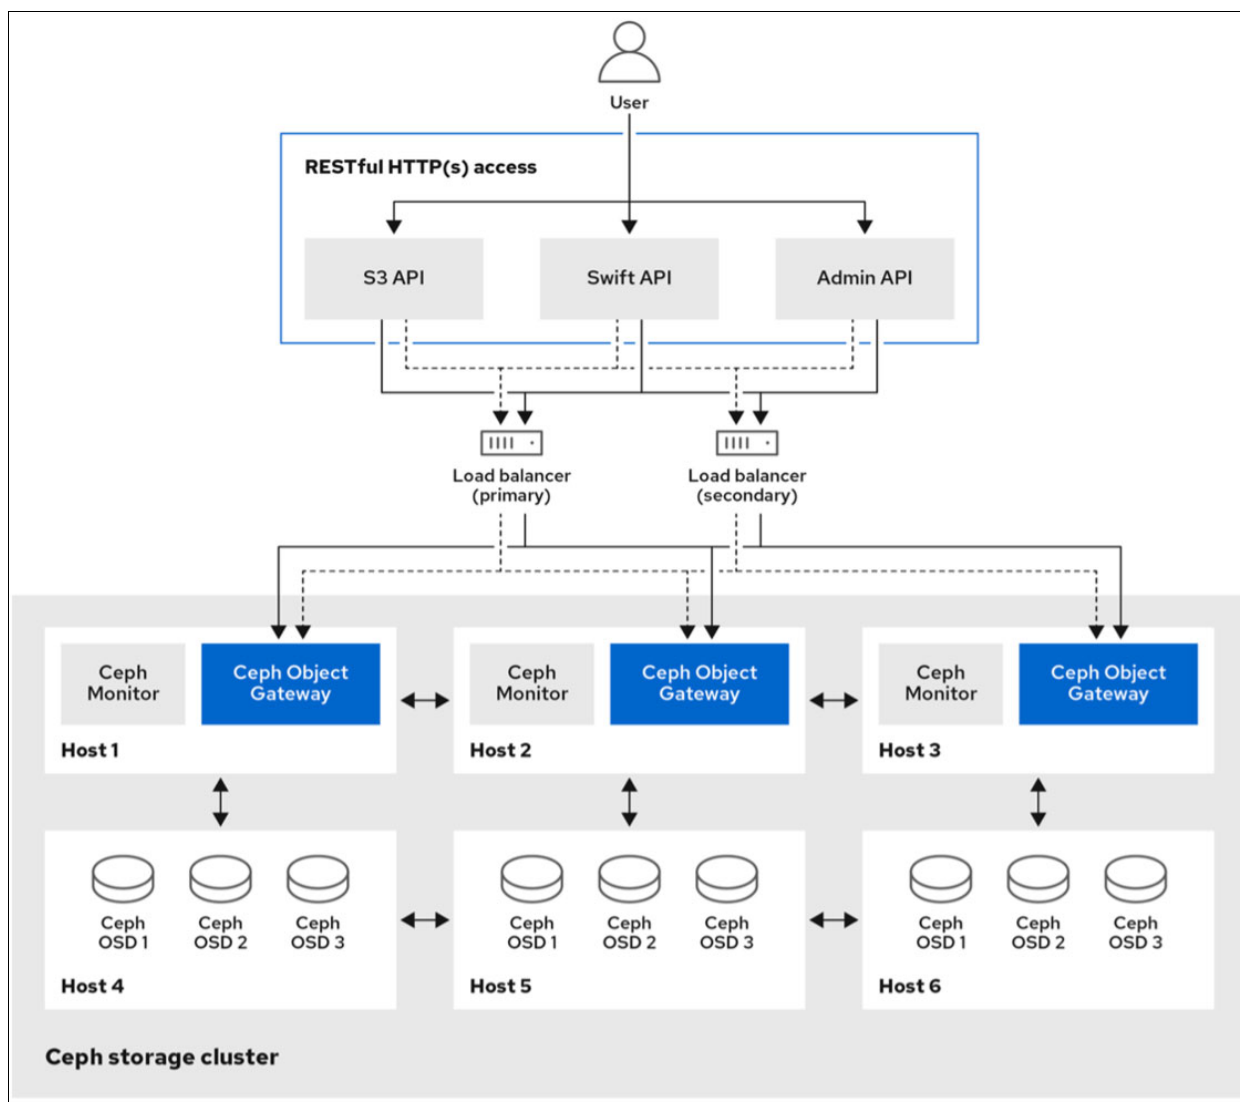 User
RESTful HTTP(s) access
S3 API
Swift API
Admin API
Load balancer
(primary)
Load balancer
(secondary)
Ceph
Monitor
Ceph Object
Gateway
Host 1
Ceph
Monitor
Ceph Object
Gateway
Host 2
Ceph
Monitor
Ceph Object
Gateway
Host 3
Ceph
OSD 1
Ceph
OSD 2
Ceph
OSD 3
Host 4
Ceph
OSD 1
Ceph
OSD 2
Ceph
OSD 3
Host 5
Ceph
OSD 1
Ceph
OSD 2
Ceph
OSD 3
Host 6
Ceph storage cluster